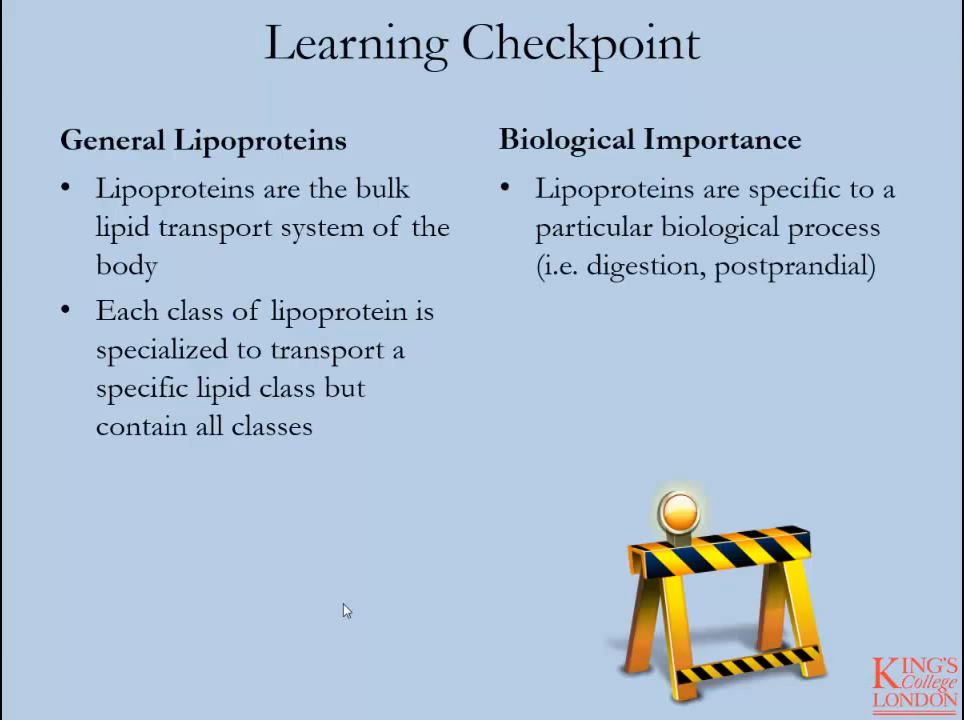 Learning Checkpoint
General Lipoproteins
• Lipoproteins are the bulk
lipid transport system of the
body
• Each class of lipoprotein is
specialized to transport a
specific lipid class but
contain all classes
Biological Importance
• Lipoproteins are specific to a
particular biological process
(i.e. digestion, postprandial)
KING'S
College
LONDON